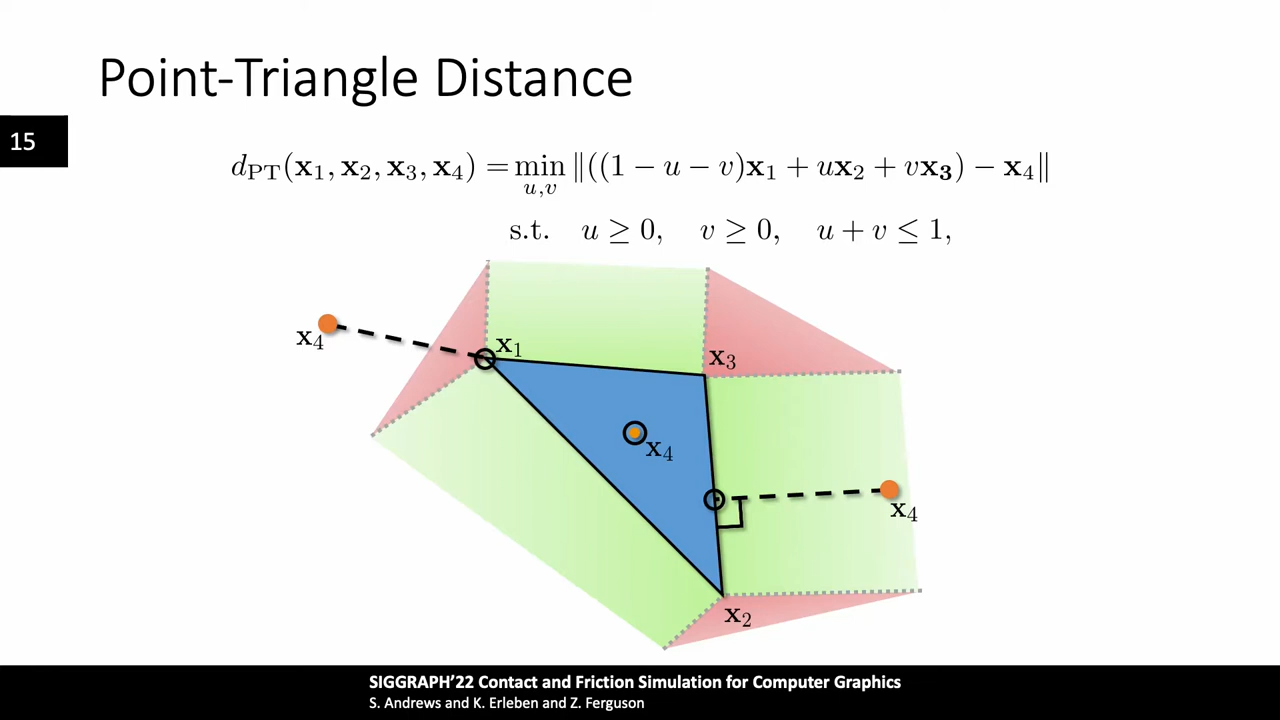 Point-Triangle Distance
15
d_PT(x₁, x₂, x₃, x₄) = min_{u,v} ‖((1 − u − v)x₁ + ux₂ + vx₃) − x₄‖
s.t. u ≥ 0, v ≥ 0, u + v ≤ 1,
x₄
x₁
x₃
x₄
x₄
x₂
SIGGRAPH’22 Contact and Friction Simulation for Computer Graphics
S. Andrews and K. Erleben and Z. Ferguson